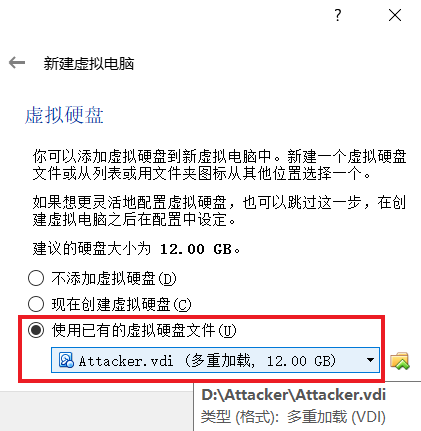 新建虚拟电脑
虚拟硬盘
你可以添加虚拟硬盘到新虚拟电脑中。新建一个虚拟硬盘
文件或从列表或用文件夹图标从其他位置选择一个。
如果想更灵活地配置虚拟硬盘，也可以跳过这一步，在创
建虚拟电脑之后在配置中设定。
建议的硬盘大小为 12.00 GB。
不添加虚拟硬盘(D)
现在创建虚拟硬盘(C)
使用已有的虚拟硬盘文件(U)
Attacker.vdi (多重加载, 12.00 GB)
D:\Attacker\Attacker.vdi
类型 (格式): 多重加载 (VDI)